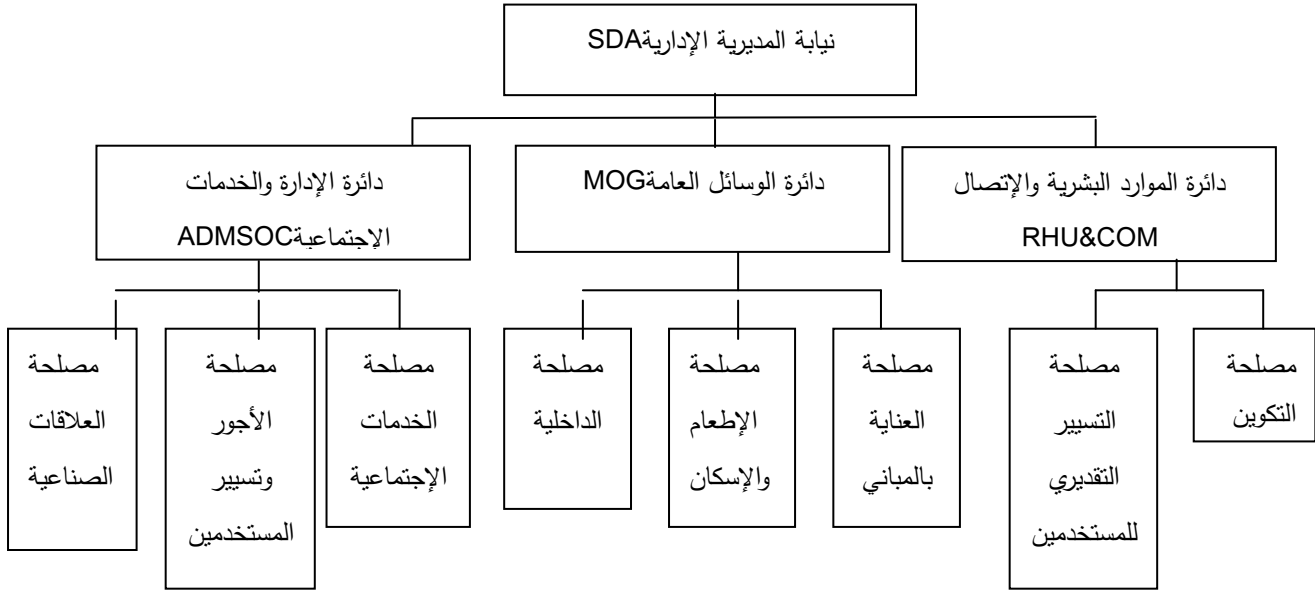 نيابة المديرية الإداريةSDA
دائرة الموارد البشرية والإتصال
RHU&COM
دائرة الوسائل العامةMOG
دائرة الإدارة والخدمات
الإجتماعيةADMSOC
مصلحة
التكوين
مصلحة
التسيير
التقديري
للمستخدمين
مصلحة
العناية
بالمباني
مصلحة
الإطعام
والإسكان
مصلحة
الداخلية
مصلحة
الخدمات
الإجتماعية
مصلحة
الأجور
وتسيير
المستخدمين
مصلحة
العلاقات
الصناعية